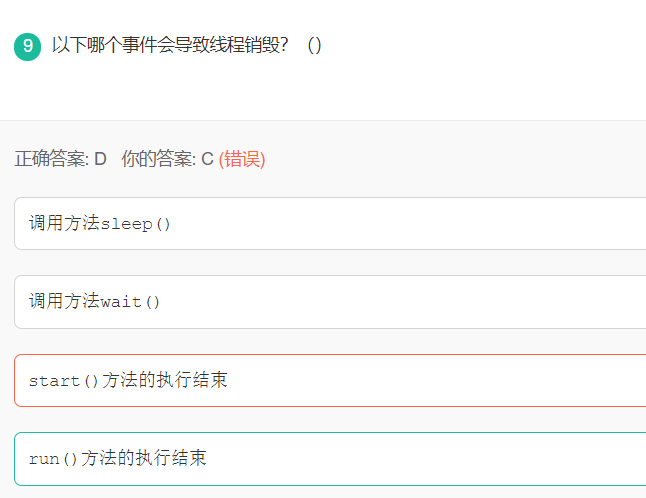 9 以下哪个事件会导致线程销毁？（）
正确答案: D 你的答案: C (错误)
调用方法sleep()
调用方法wait()
start()方法的执行结束
run()方法的执行结束